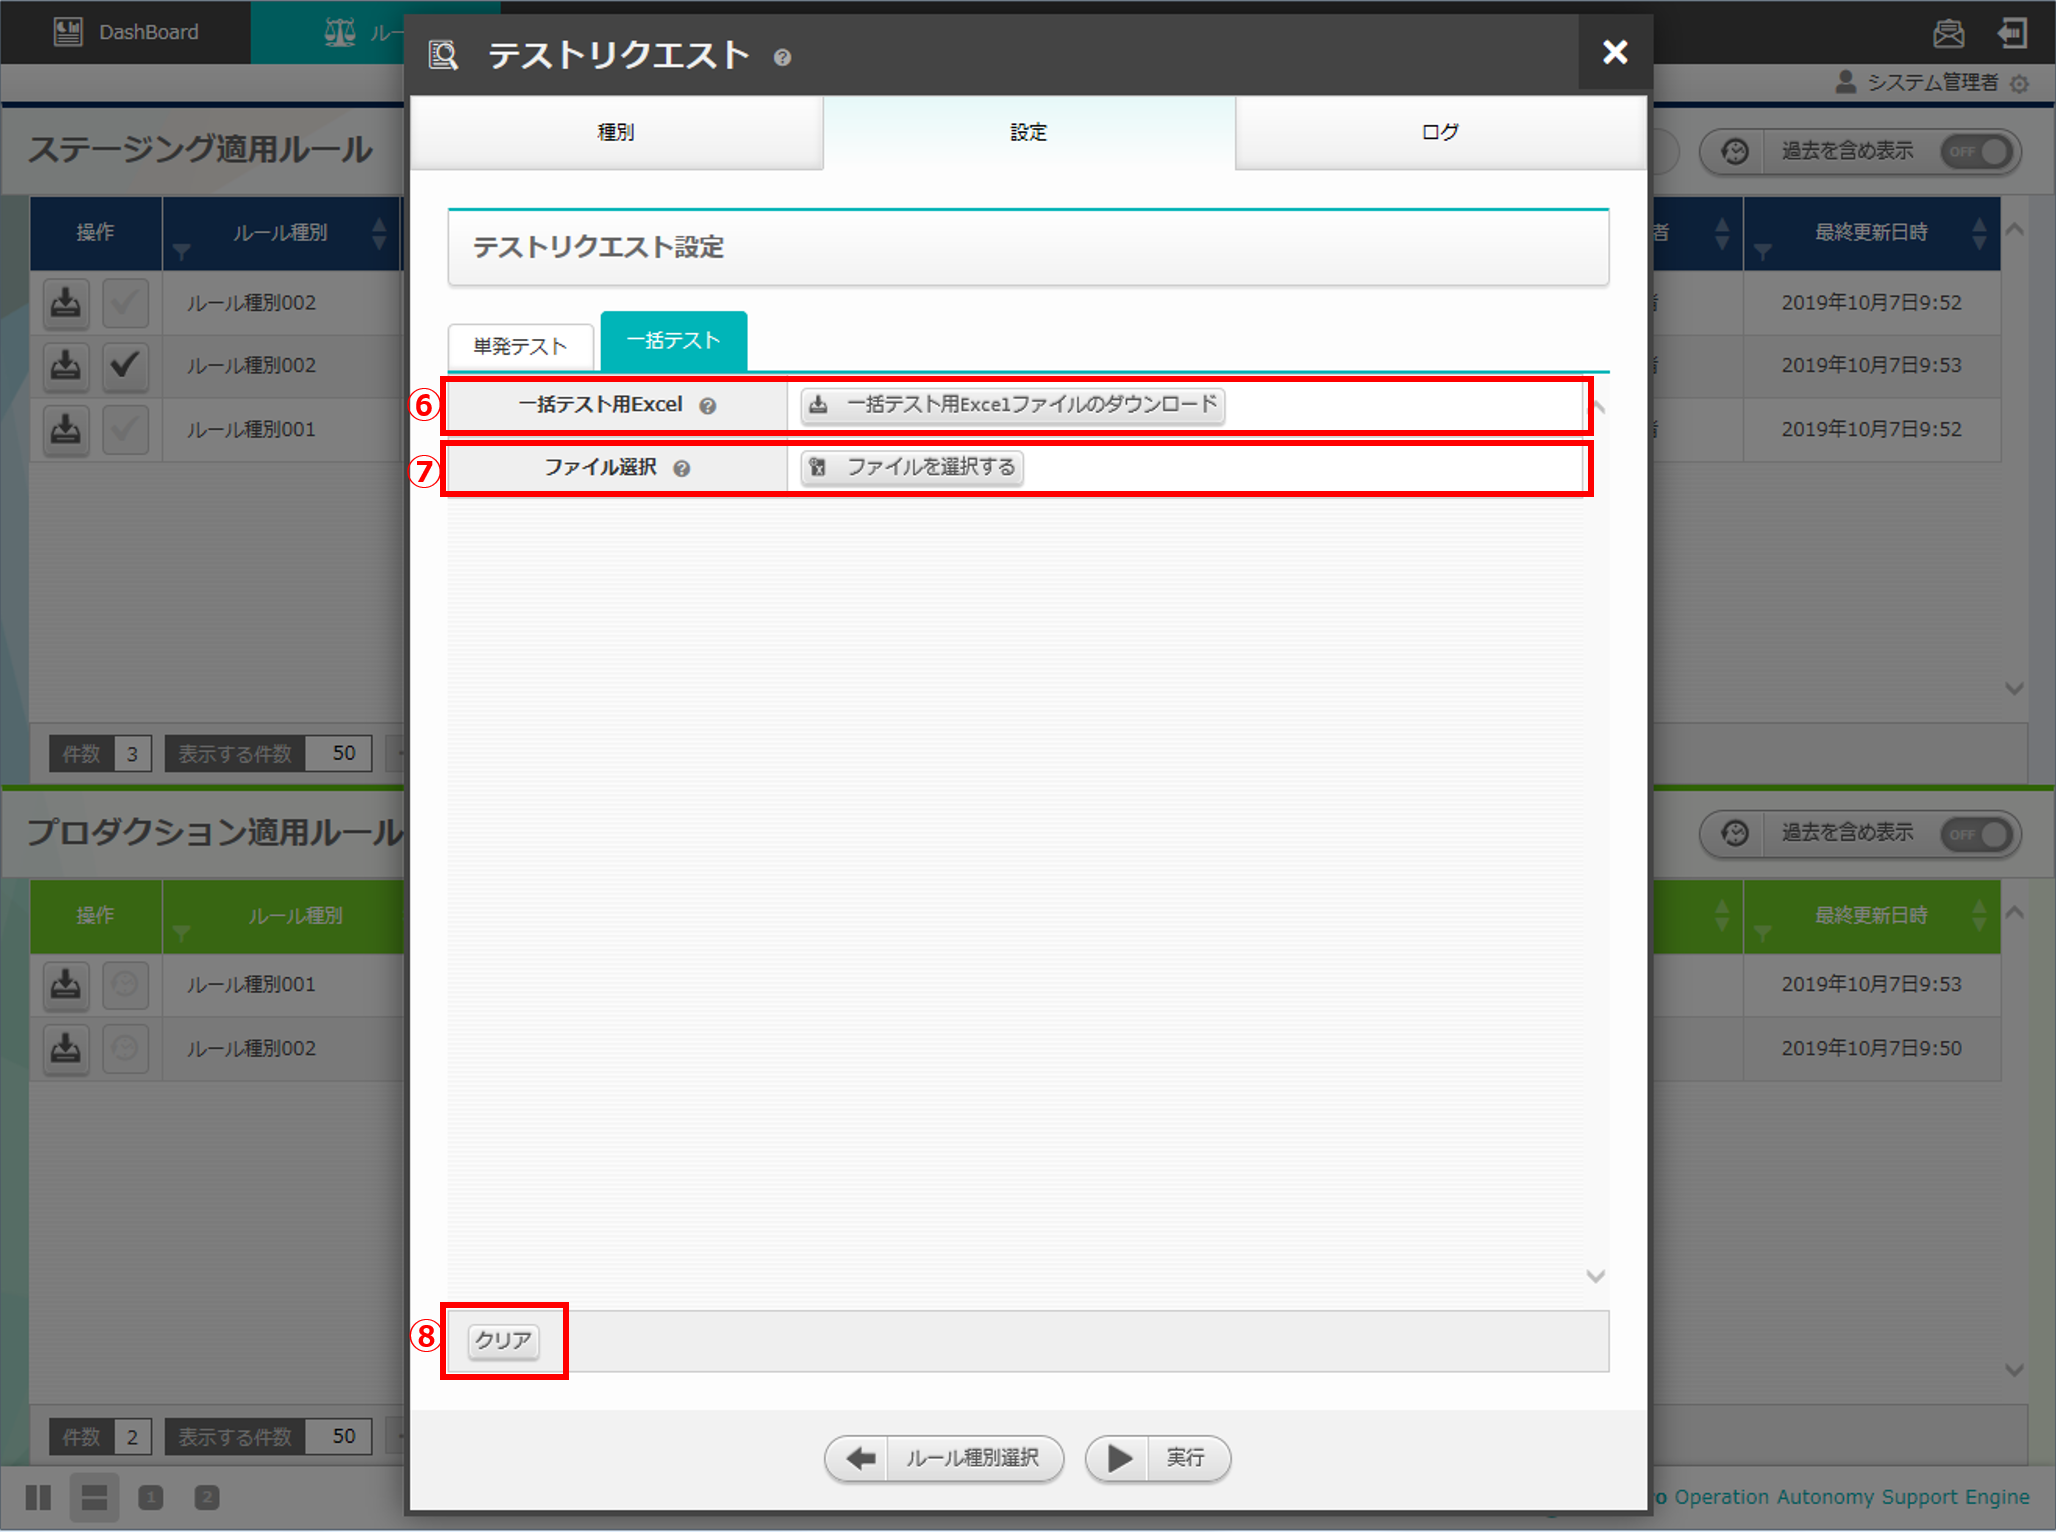 DashBoard
ルー
テストリクエスト
システム管理者
種別
設定
ログ
ステージング適用ルール
過去を含め表示
OFF
テストリクエスト設定
操作
ルール種別
者
最終更新日時
ルール種別002
2019年10月7日9:52
ルール種別002
2019年10月7日9:53
ルール種別001
2019年10月7日9:52
単発テスト
一括テスト
⑥
一括テスト用Excel
一括テスト用Excelファイルのダウンロード
⑦
ファイル選択
ファイルを選択する
件数
3
表示する件数
50
プロダクション適用ルール
過去を含め表示
OFF
操作
ルール種別
最終更新日時
ルール種別001
2019年10月7日9:53
ルール種別002
2019年10月7日9:50
⑧
クリア
件数
2
表示する件数
50
ルール種別選択
実行
1
2
ro Operation Autonomy Support Engine